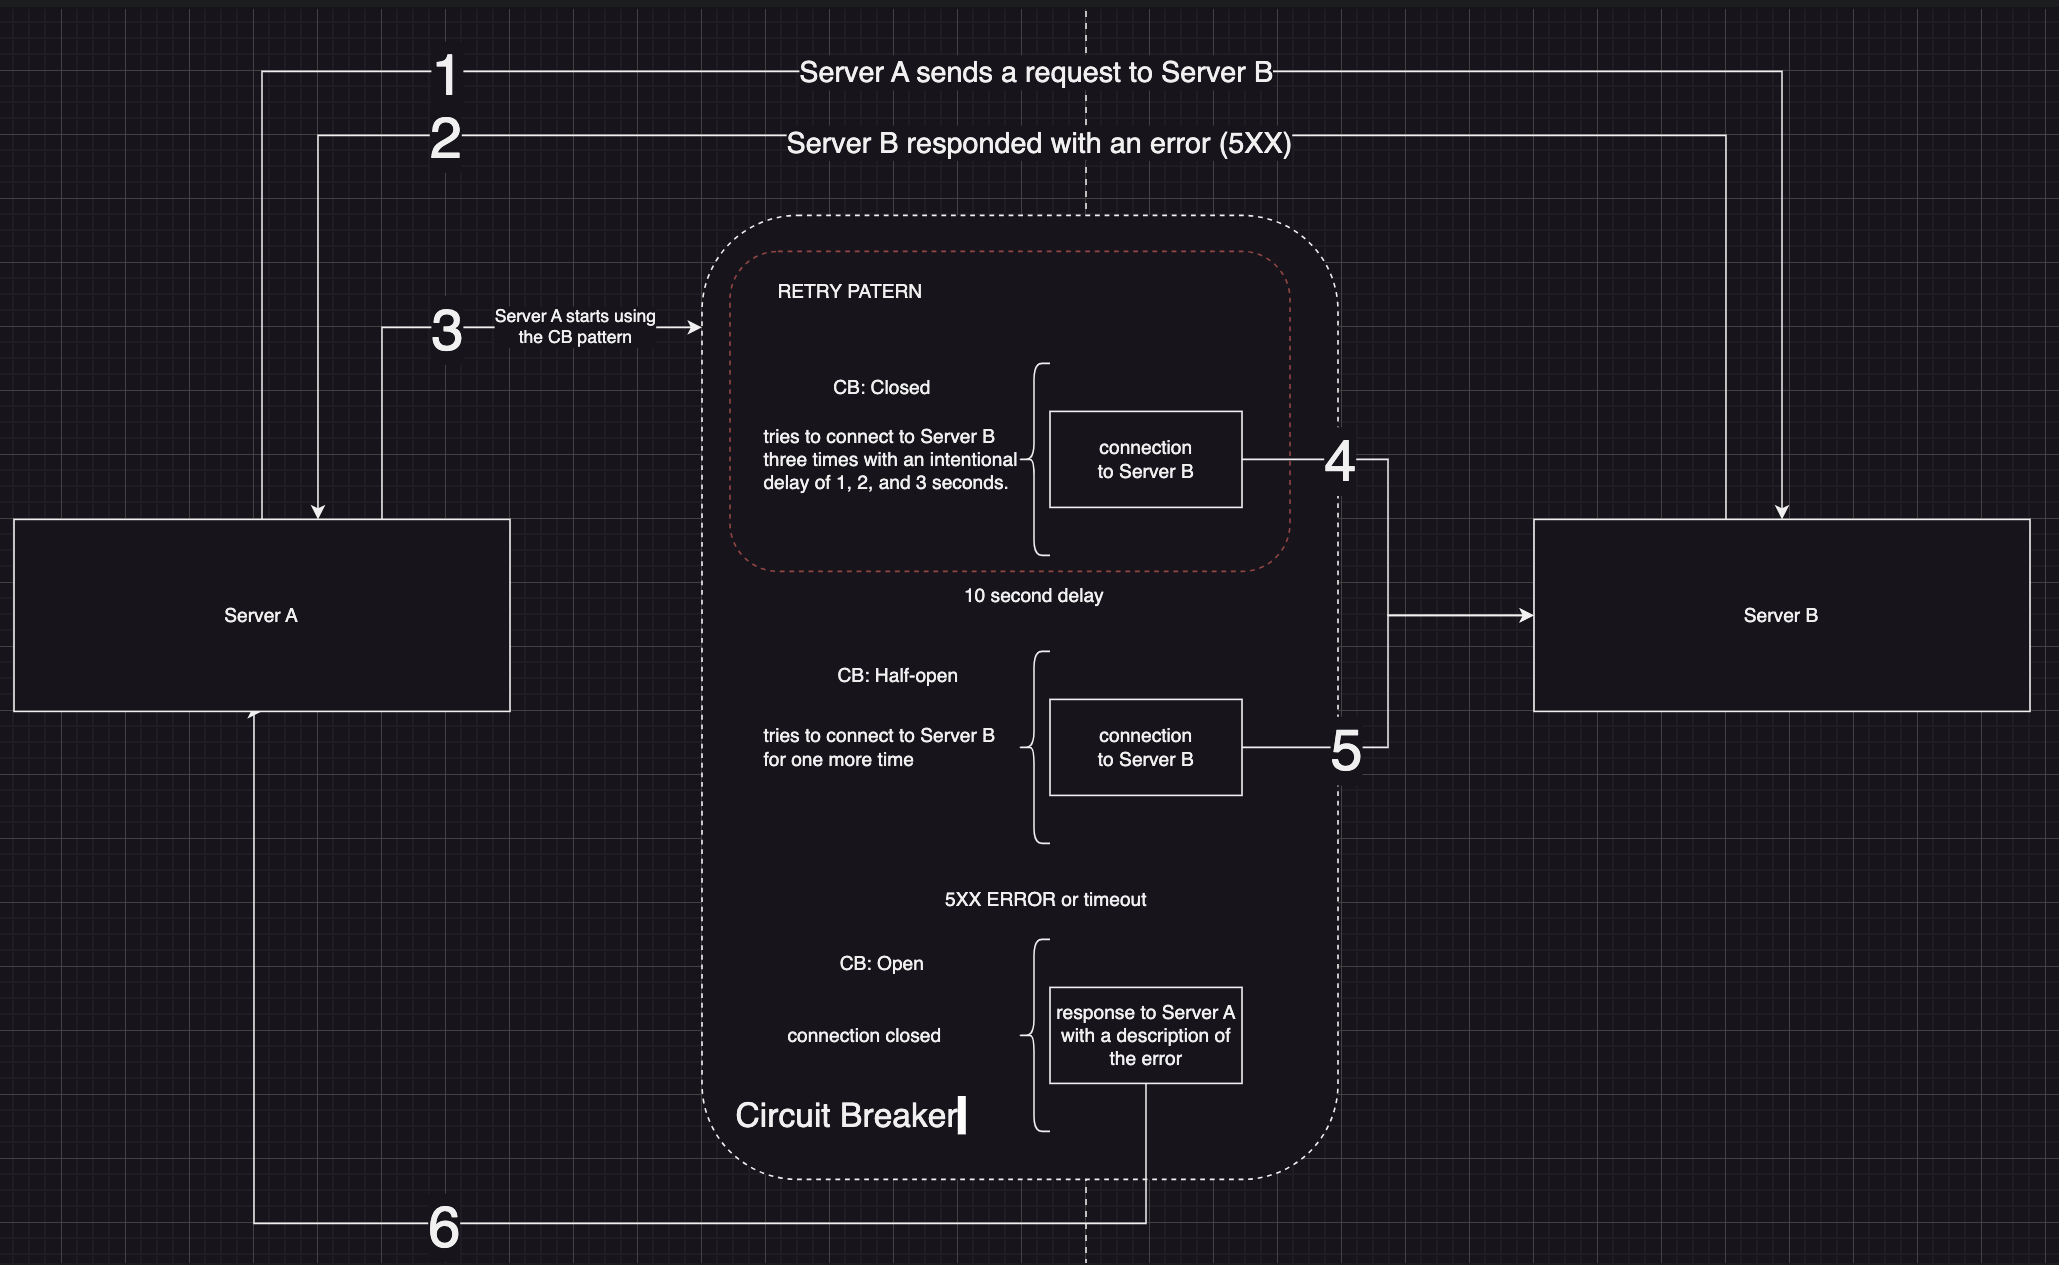 1
Server A sends a request to Server B
2
Server B responded with an error (5XX)
RETRY PATERN
3
Server A starts using
the CB pattern
CB: Closed
tries to connect to Server B
three times with an intentional
delay of 1, 2, and 3 seconds.
connection
to Server B
4
10 second delay
Server A
Server B
CB: Half-open
tries to connect to Server B
for one more time
connection
to Server B
5
5XX ERROR or timeout
CB: Open
connection closed
response to Server A
with a description of
the error
Circuit Breaker
6